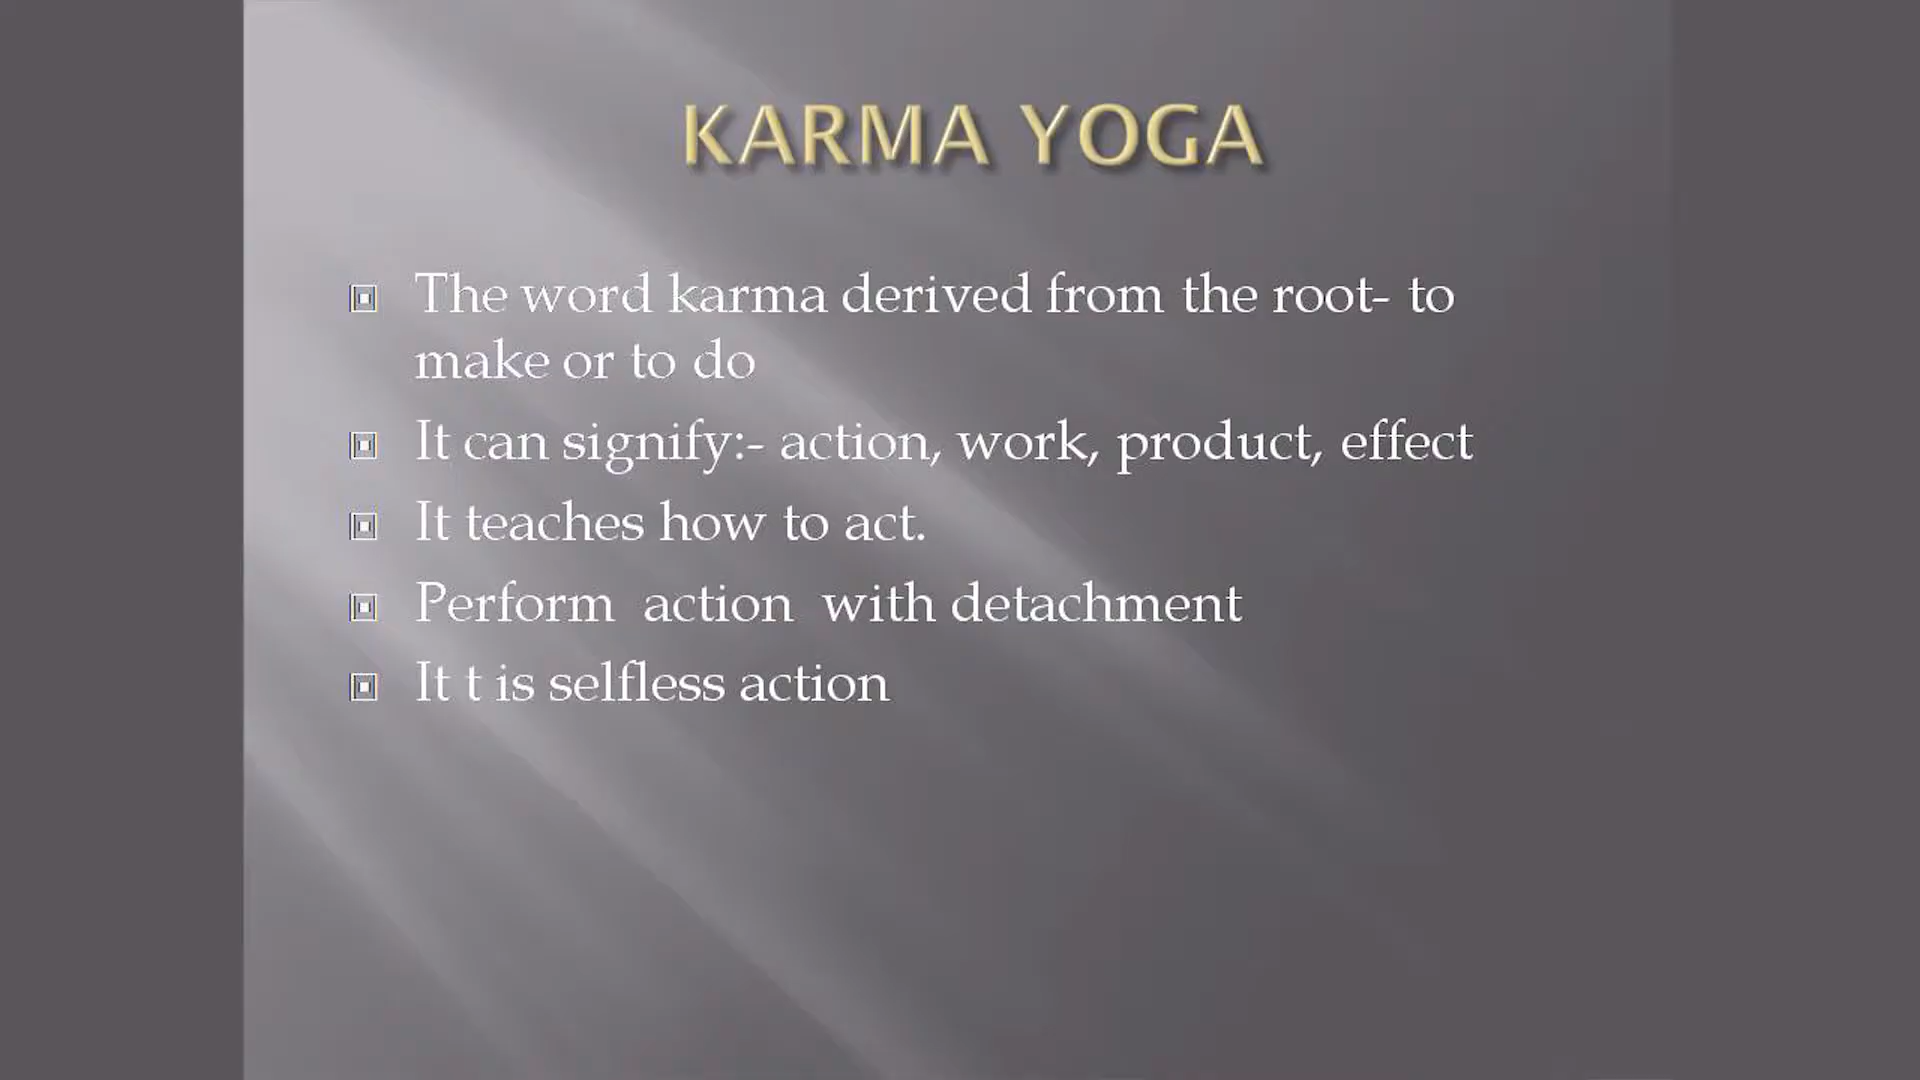 KARMA YOGA
The word karma derived from the root- to
make or to do
It can signify:- action, work, product, effect
It teaches how to act.
Perform action with detachment
It t is selfless action